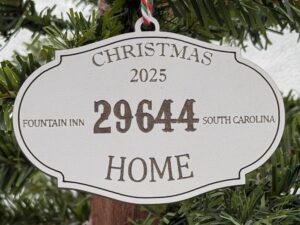 CHRISTMAS
2025
FOUNTAIN INN 29644 SOUTH CAROLINA
HOME